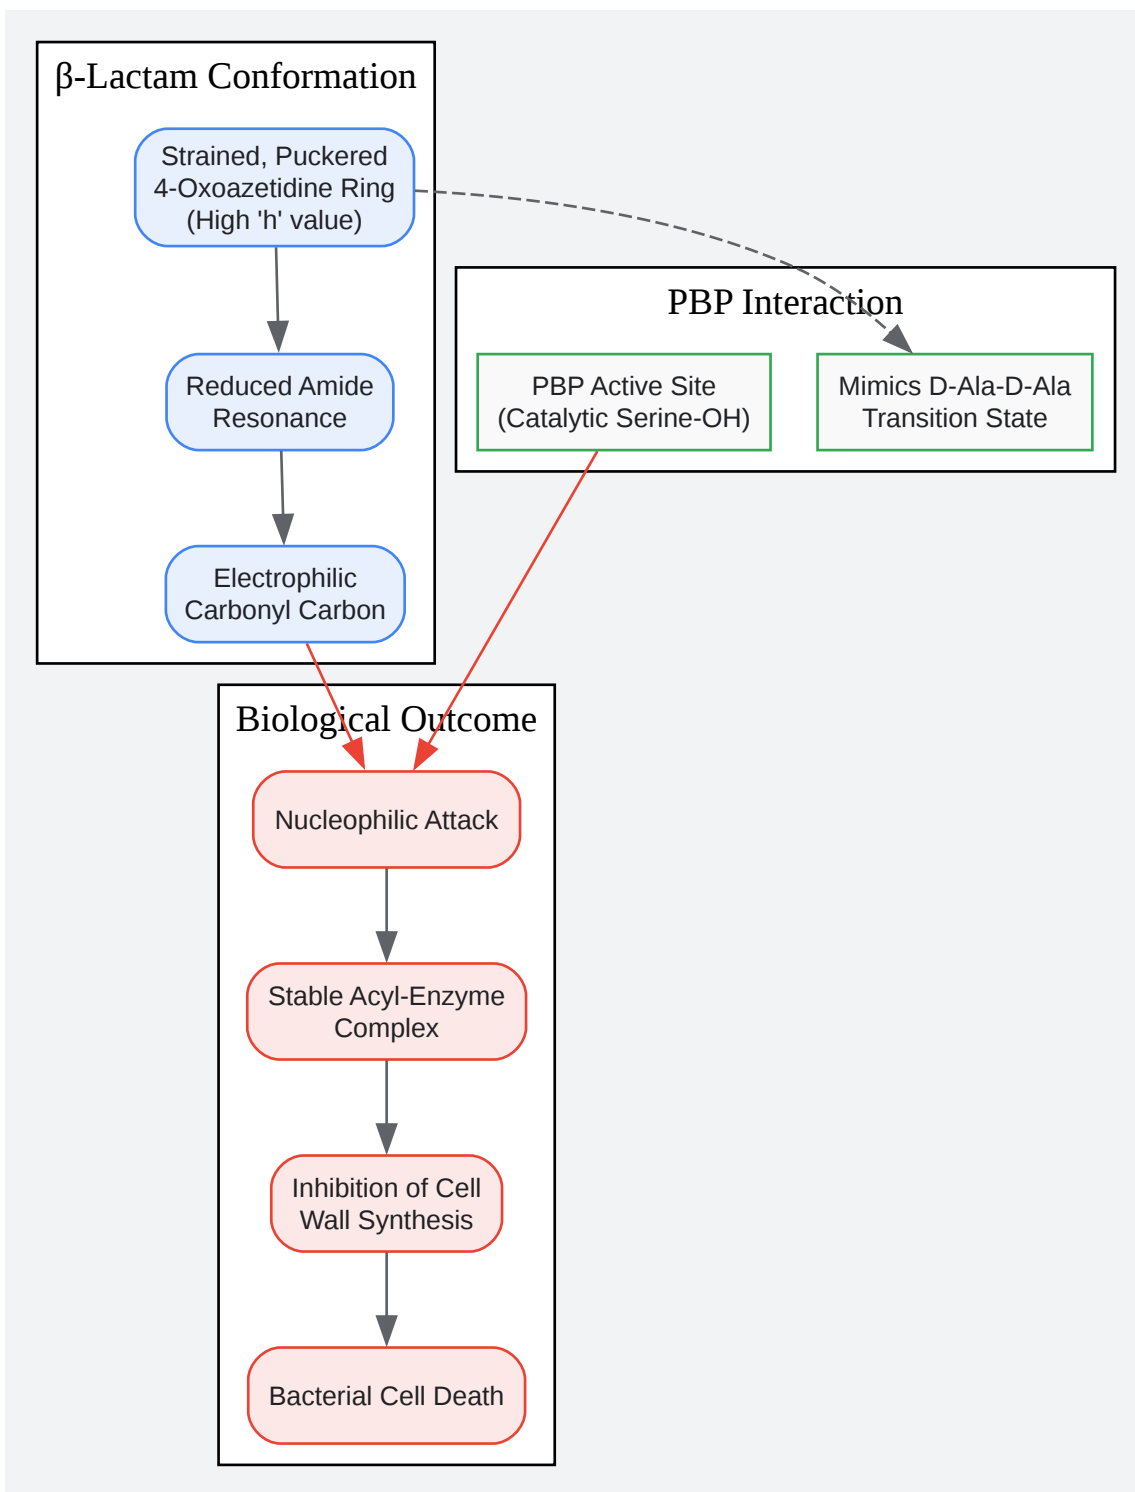 β-Lactam Conformation
Strained, Puckered
4-Oxoazetidine Ring
(High 'h' value)
Reduced Amide
Resonance
Electrophilic
Carbonyl Carbon
PBP Interaction
PBP Active Site
(Catalytic Serine-OH)
Mimics D-Ala-D-Ala
Transition State
Biological Outcome
Nucleophilic Attack
Stable Acyl-Enzyme
Complex
Inhibition of Cell
Wall Synthesis
Bacterial Cell Death